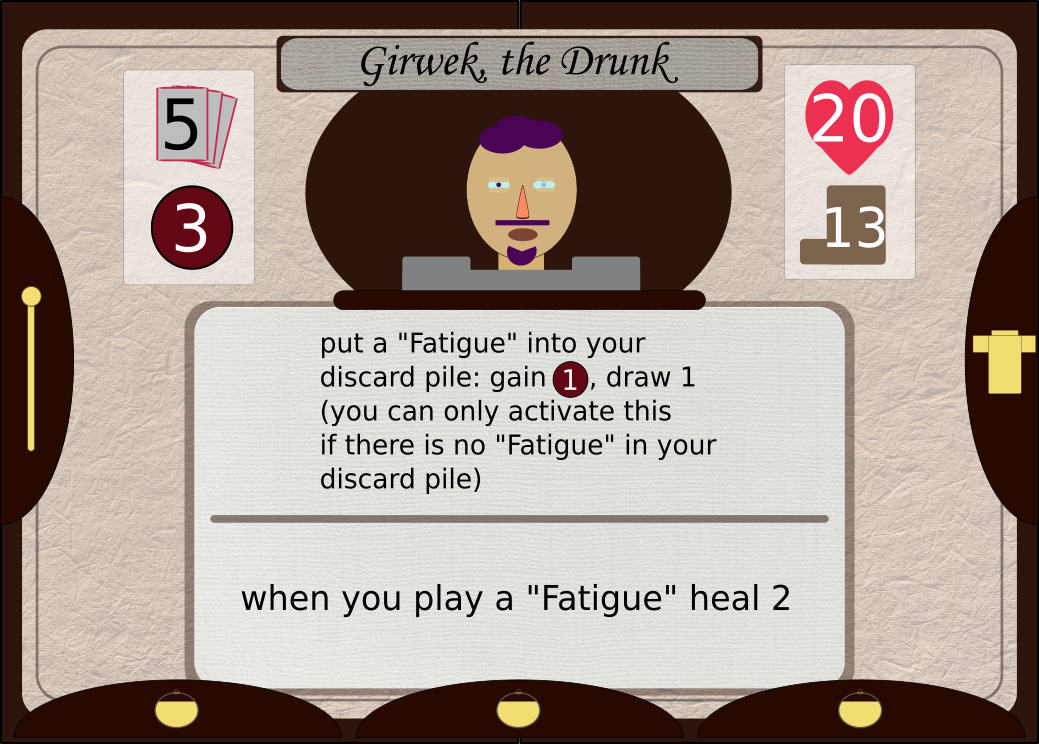 Girwek, the Drunk
5
20
3
13
put a "Fatigue" into your
discard pile: gain 1, draw 1
(you can only activate this
if there is no "Fatigue" in your
discard pile)
when you play a "Fatigue" heal 2